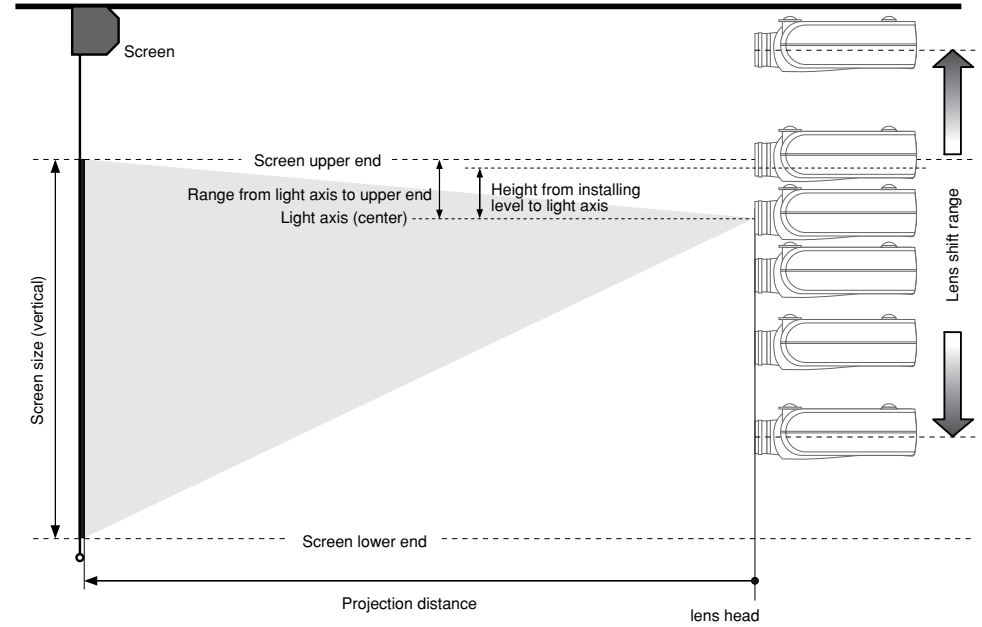 Screen
Screen upper end
Range from light axis to upper end
Height from installing
level to light axis
Light axis (center)
Lens shift range
Screen size (vertical)
Screen lower end
Projection distance
lens head